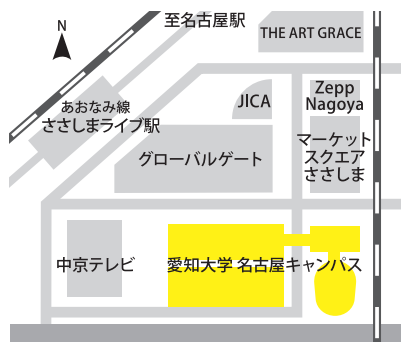 至名古屋駅
N
THE ART GRACE
あおなみ線
ささしまライブ駅
JICA
Zepp
Nagoya
グローバルゲート
マーケット
スクエア
ささしま
中京テレビ
愛知大学 名古屋キャンパス